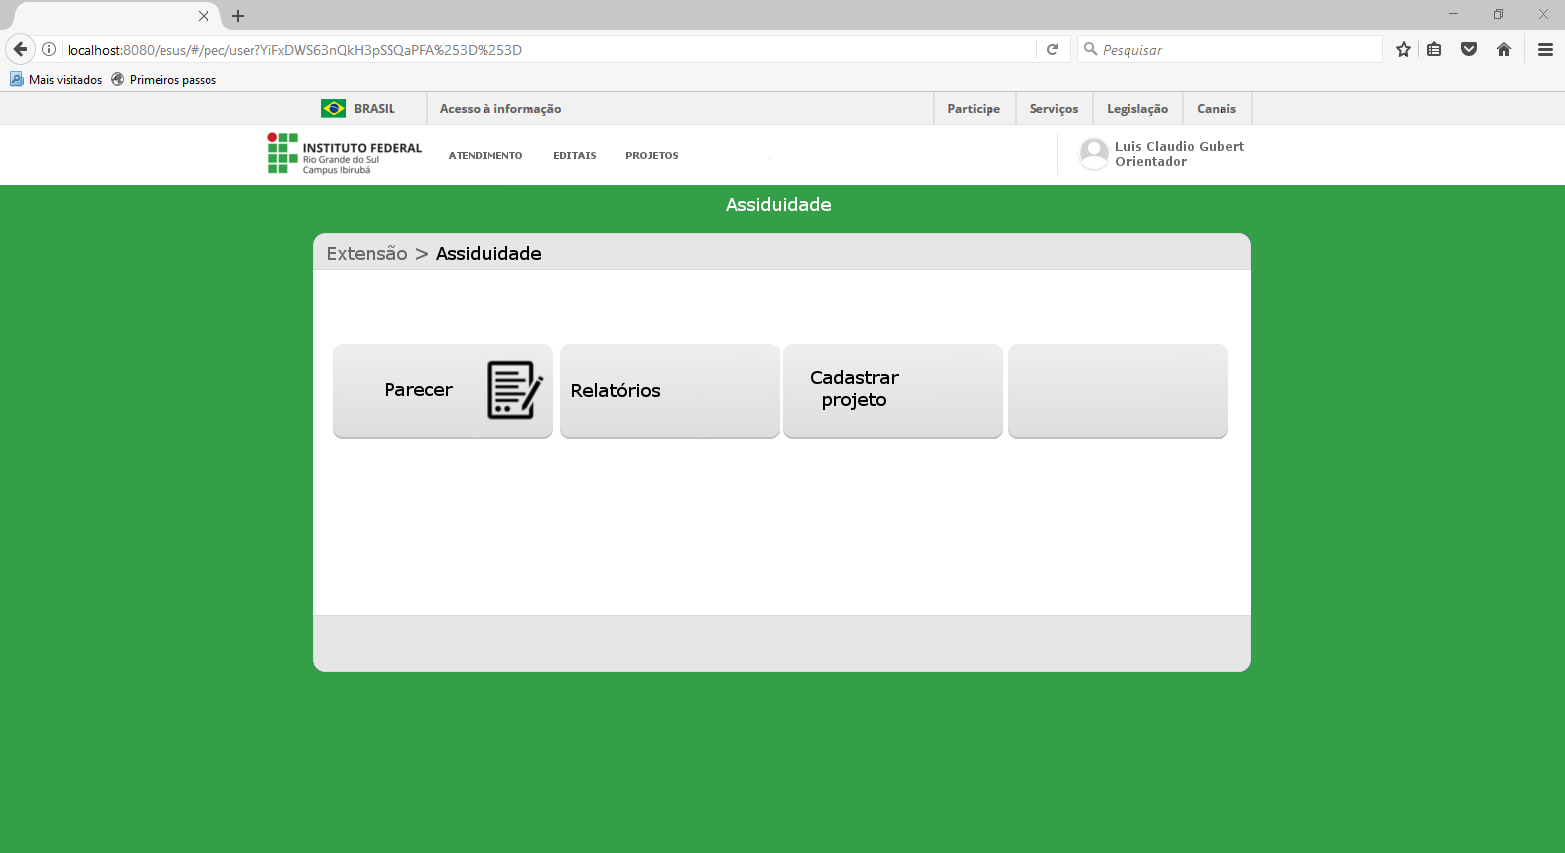 localhost:8080/esus/#/pec/user?YiFxDWS63nQkH3pSSQaPFA%253D%253D
Pesquisar
Mais visitados
Primeiros passos
BRASIL
Acesso à informação
Participe
Serviços
Legislação
Canais
INSTITUTO FEDERAL
Rio Grande do Sul
Campus Ibirubá
ATENDIMENTO
EDITAIS
PROJETOS
Luis Claudio Gubert
Orientador
Assiduidade
Extensão > Assiduidade
Parecer
Relatórios
Cadastrar
projeto